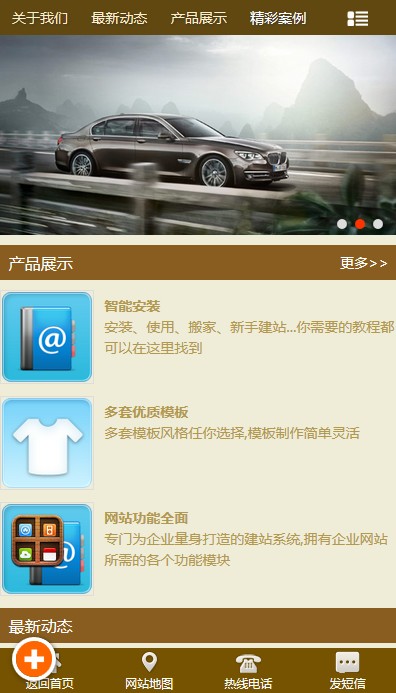 关于我们 最新动态 产品展示 精彩案例
产品展示 更多>>
智能安装
安装、使用、搬家、新手建站...你需要的教程都
可以在这里找到
多套优质模板
多套模板风格任你选择,模板制作简单灵活
网站功能全面
专门为企业量身打造的建站系统,拥有企业网站
所需的各个功能模块
最新动态
返回首页 网站地图 热线电话 发短信